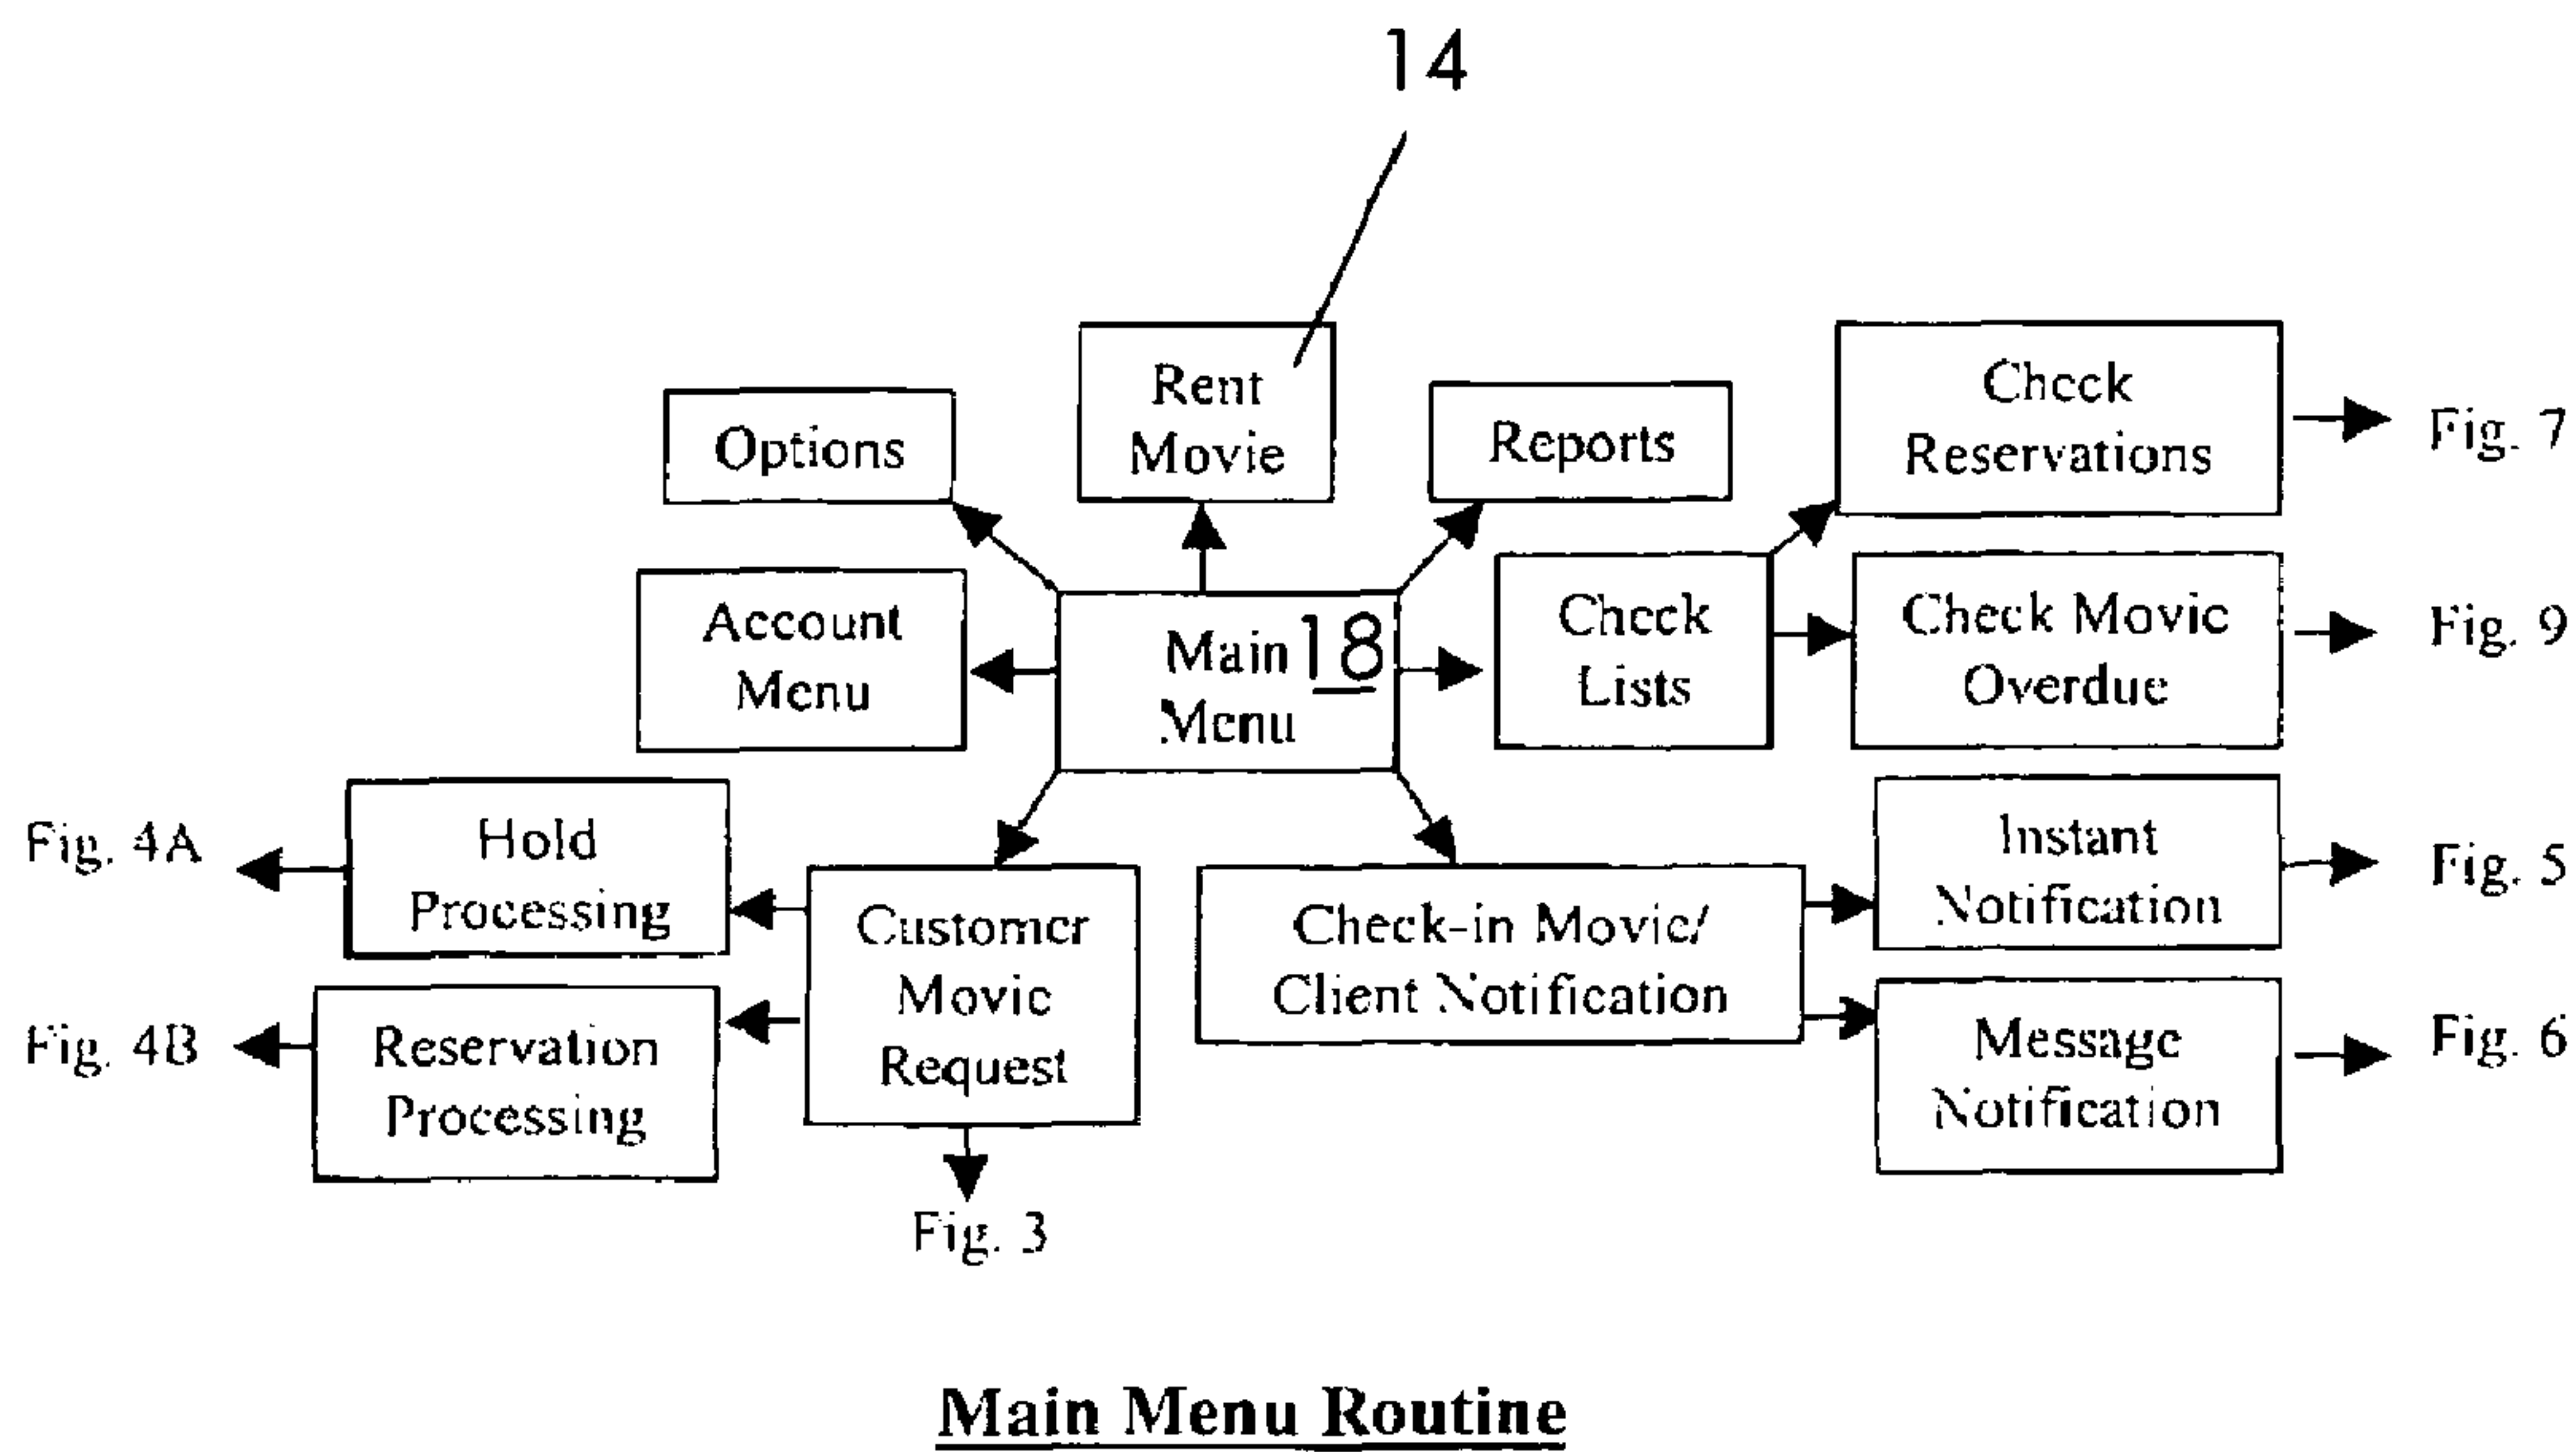 14
Options
Rent
Movie
Reports
Check
Reservations
Fig. 7
Account
Menu
Main 18
Menu
Check
Lists
Check Movie
Overdue
Fig. 9
Fig. 4A
Hold
Processing
Customer
Movie
Request
Check-in Movie/
Client Notification
Instant
Notification
Fig. 5
Fig. 4B
Reservation
Processing
Message
Notification
Fig. 6
Fig. 3
Main Menu Routine